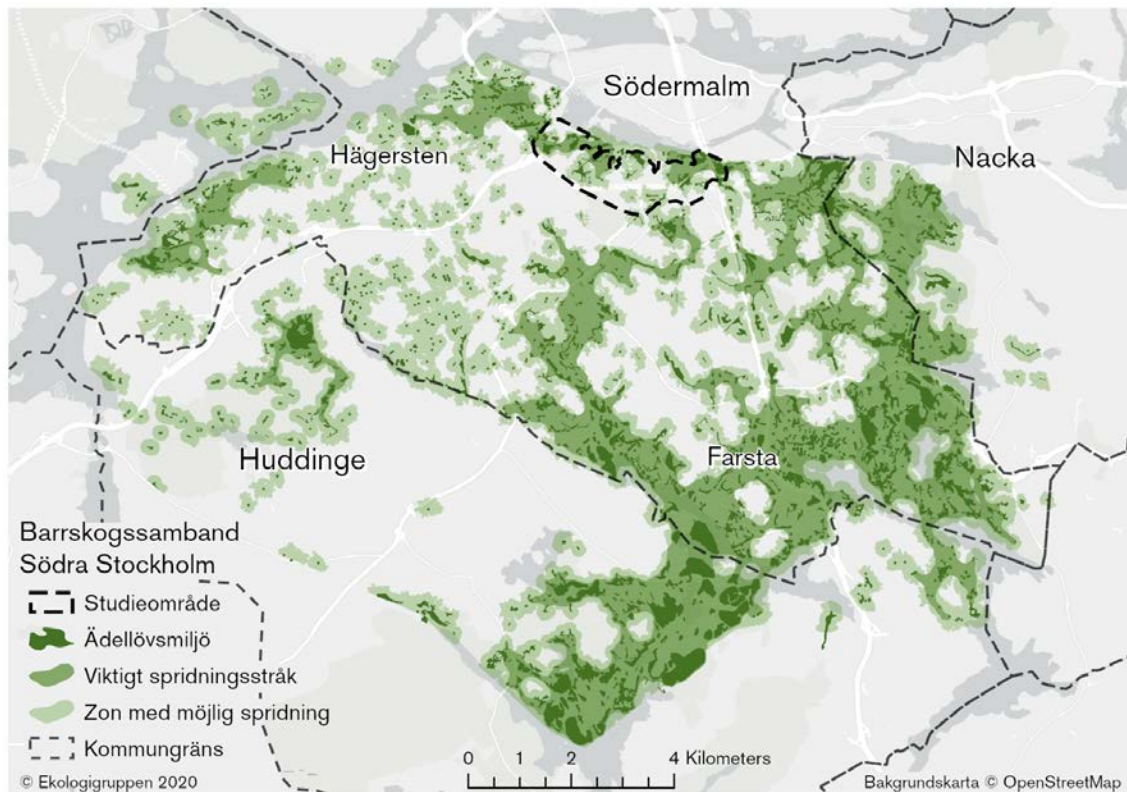 Södermalm
Nacka
Hägersten
Huddinge
Farsta
Barrskogssamband
Södra Stockholm
Studieområde
Ädellövsmiljö
Viktigt spridningsstråk
Zon med möjlig spridning
Kommungräns
0 1 2 4 Kilometers
© Ekologigruppen 2020
Bakgrundskarta © OpenStreetMap